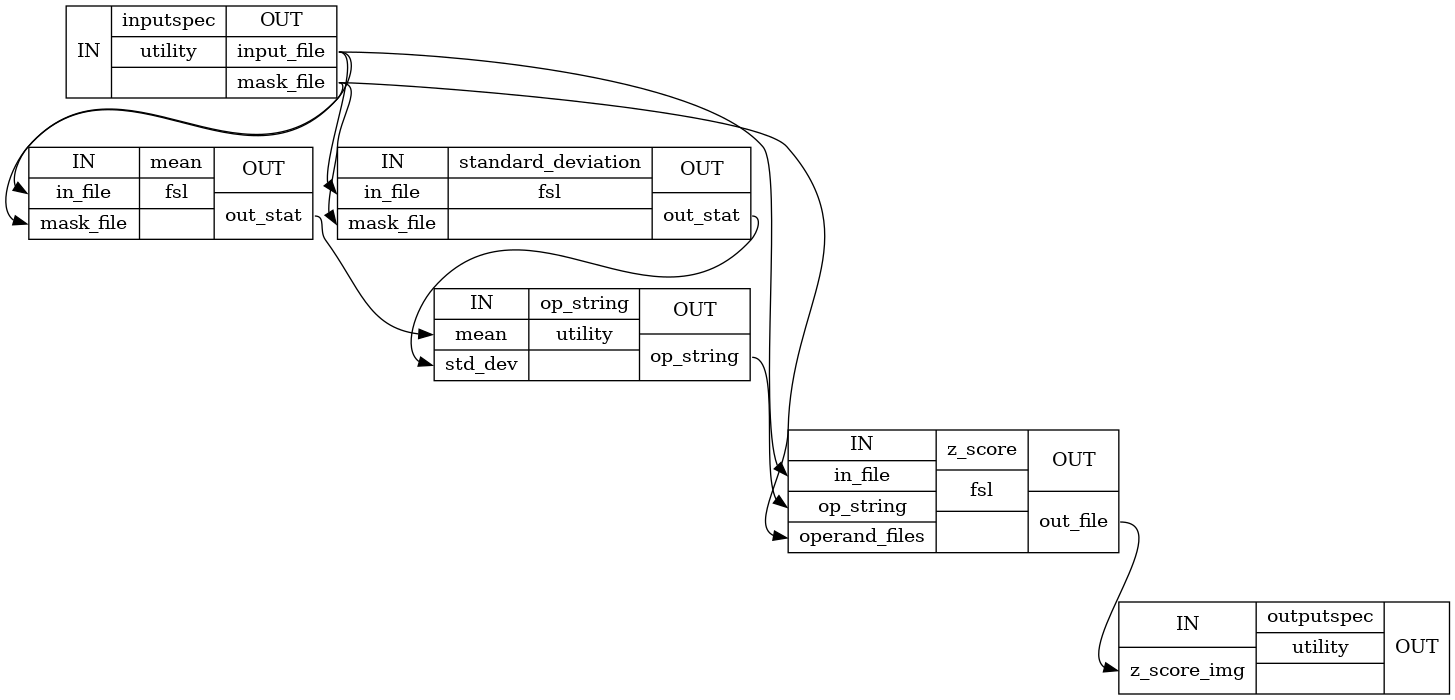 IN
inputspec
utility
OUT
input_file
mask_file
IN
in_file
mask_file
mean
fsl
OUT
out_stat
IN
in_file
mask_file
standard_deviation
fsl
OUT
out_stat
IN
mean
std_dev
op_string
utility
OUT
op_string
IN
in_file
op_string
operand_files
z_score
fsl
OUT
out_file
IN
z_score_img
outputspec
utility
OUT